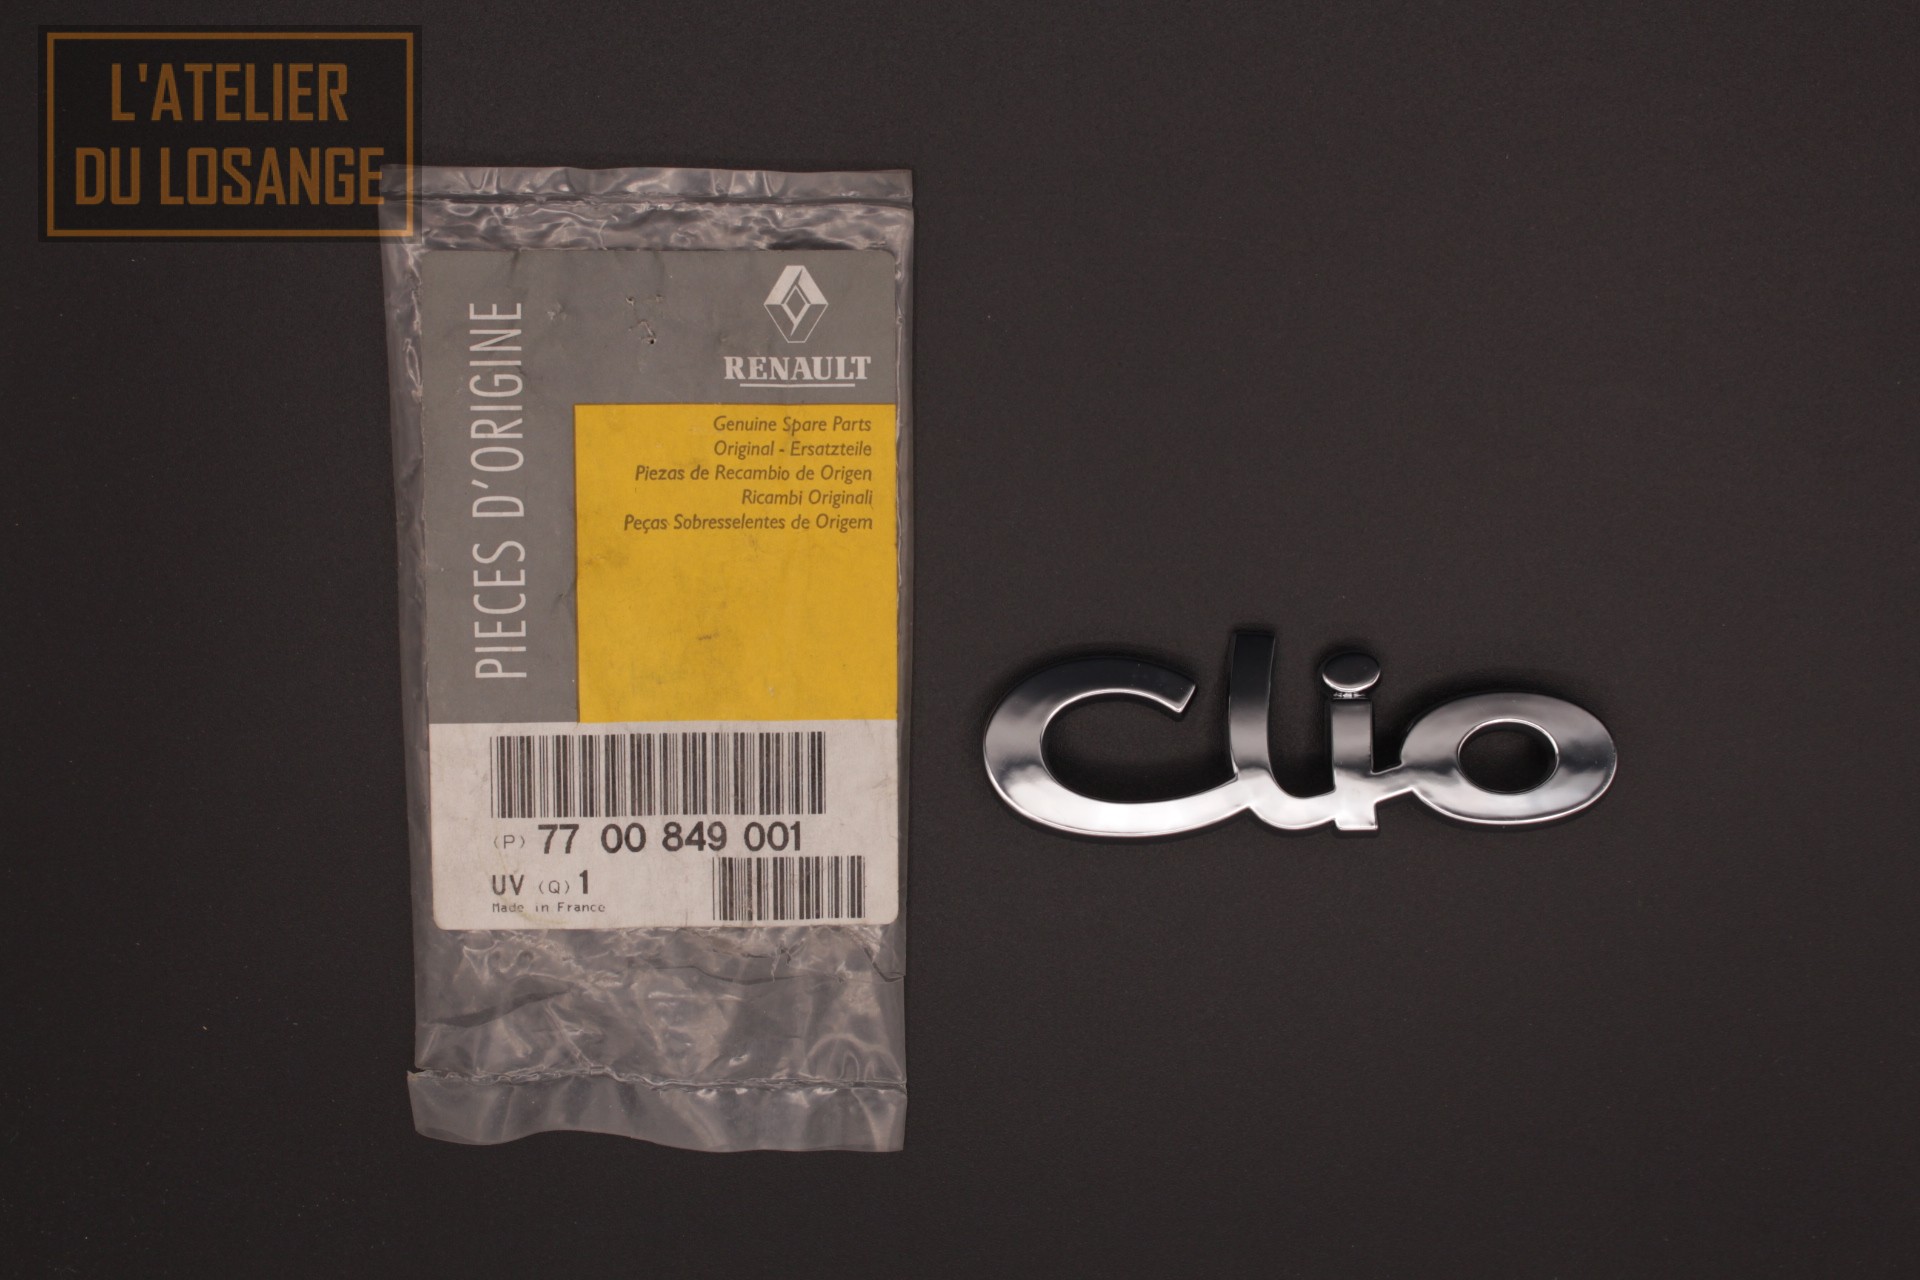 L'ATELIER
DU LOSANGE
PIECES D'ORIGINE
RENAULT
Genuine Spare Parts
Original - Ersatzteile
Piezas de Recambio de Origen
Ricambi Originali
Peças Sobresselentes de Origem
(P) 77 00 849 001
UV (Q) 1
Made in France
Clio